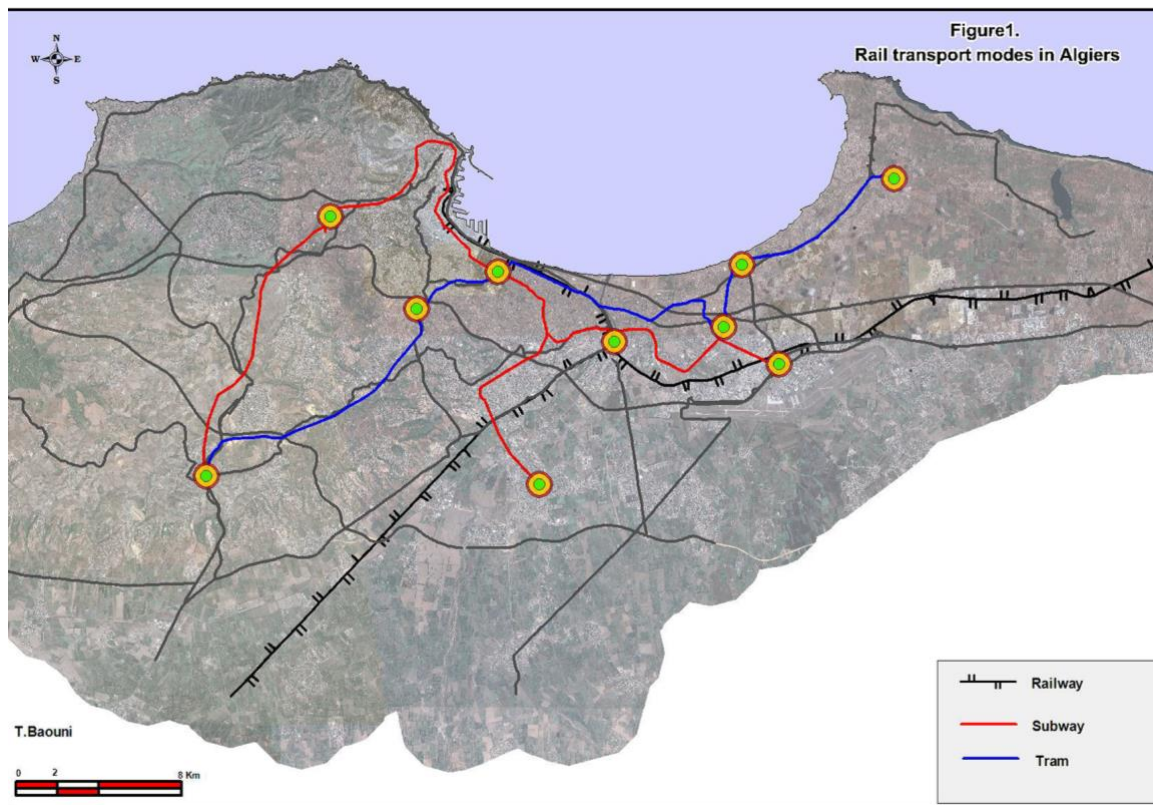 Figure1.
Rail transport modes in Algiers
N
W E
S
Railway
Subway
Tram
T.Baouni
0 2 8 Km